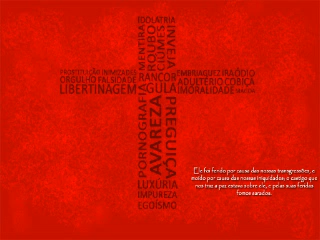 IDOLATRIA
MENTIRA
ROUBO
CIÚMES
INVEJA
PROSTITUIÇÃO INIMIZADES
ORGULHO FALSIDADE
LIBERTINAGEM
RANCOR
GULA
EMBRIAGUEZ IRA ÓDIO
ADULTÉRIO COBIÇA
IMORALIDADE
PORNOGRAFIA
AVAREZA
PREGUIÇA
LUXÚRIA
IMPUREZA
EGOÍSMO
Ele foi ferido por causa das nossas transgressões, e
moído por causa das nossas iniquidades; o castigo que
nos traz a paz estava sobre ele, e pelas suas feridas
fomos sarados.